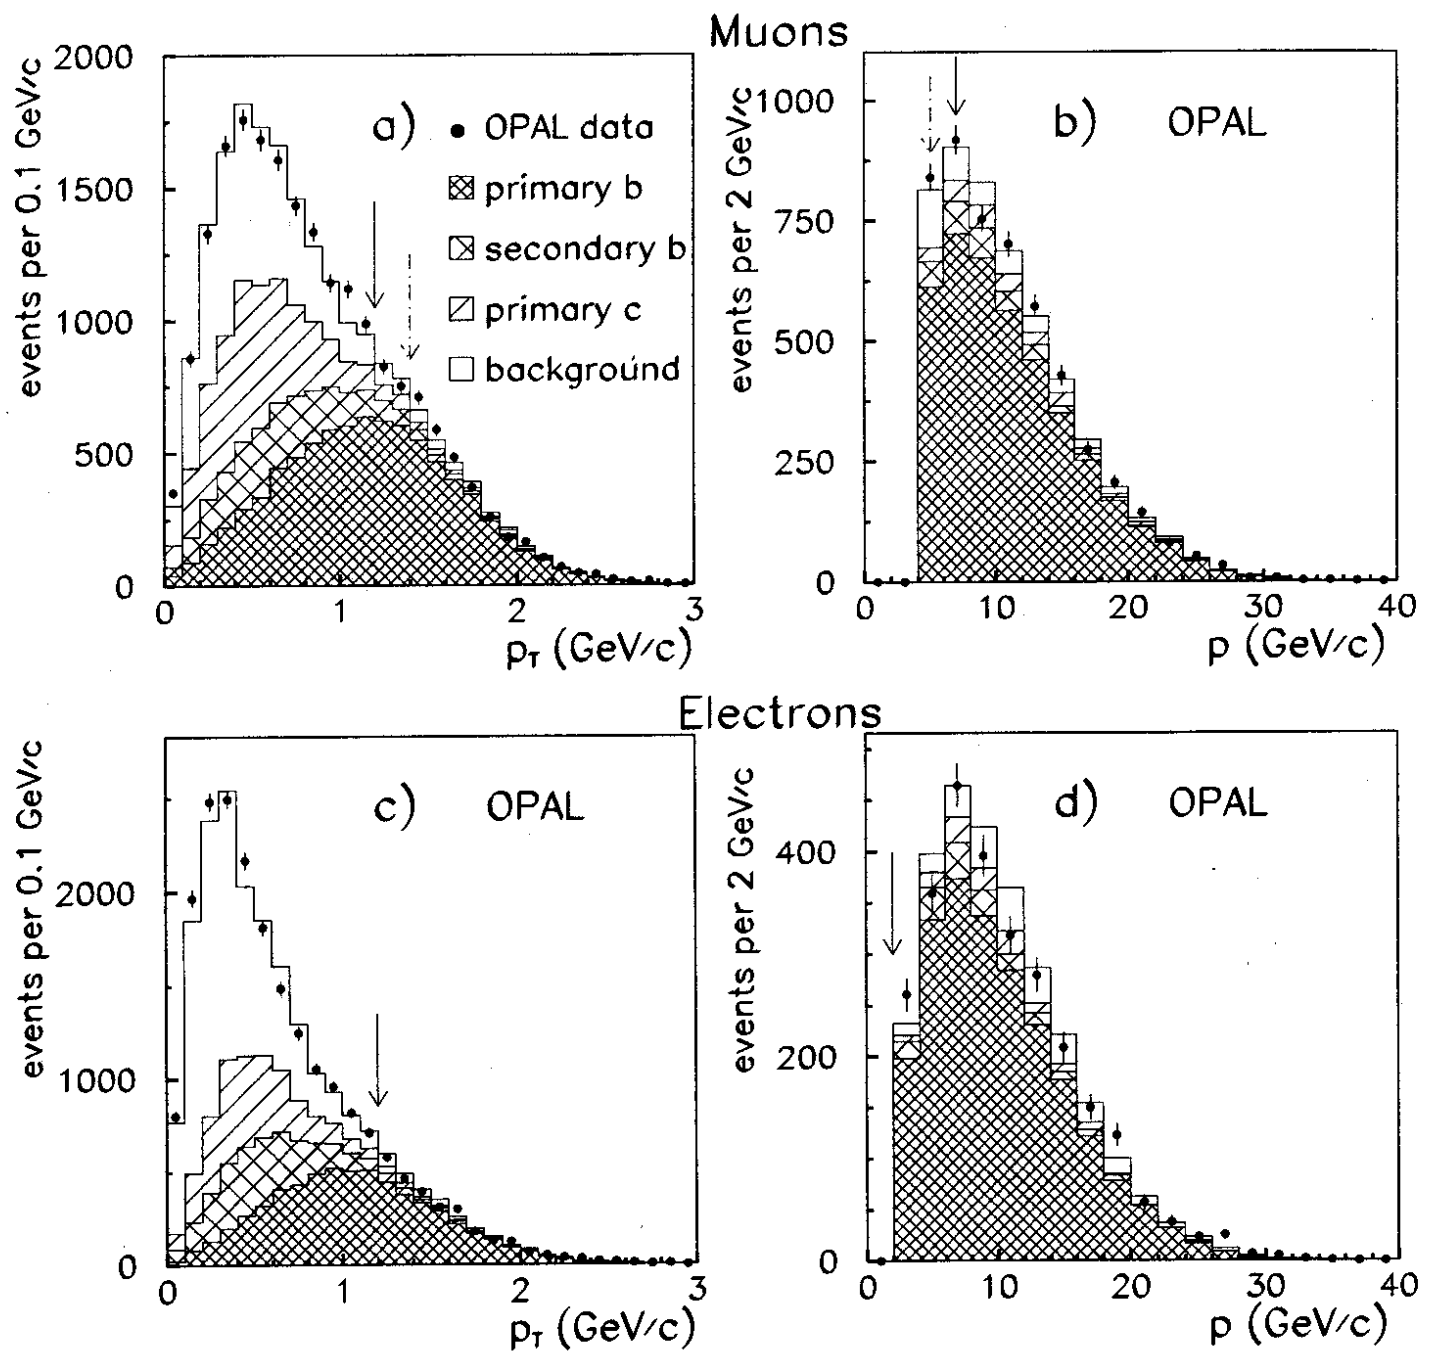 Muons
events per 0.1 GeV/c
2000
1500
1000
500
0
a)
OPAL data
primary b
secondary b
primary c
background
0 1 2 3
pT (GeV/c)
events per 2 GeV/c
1000
750
500
250
0
b) OPAL
0 10 20 30 40
p (GeV/c)
Electrons
events per 0.1 GeV/c
2000
1000
0
c) OPAL
0 1 2 3
pT (GeV/c)
events per 2 GeV/c
400
200
0
d) OPAL
0 10 20 30 40
p (GeV/c)